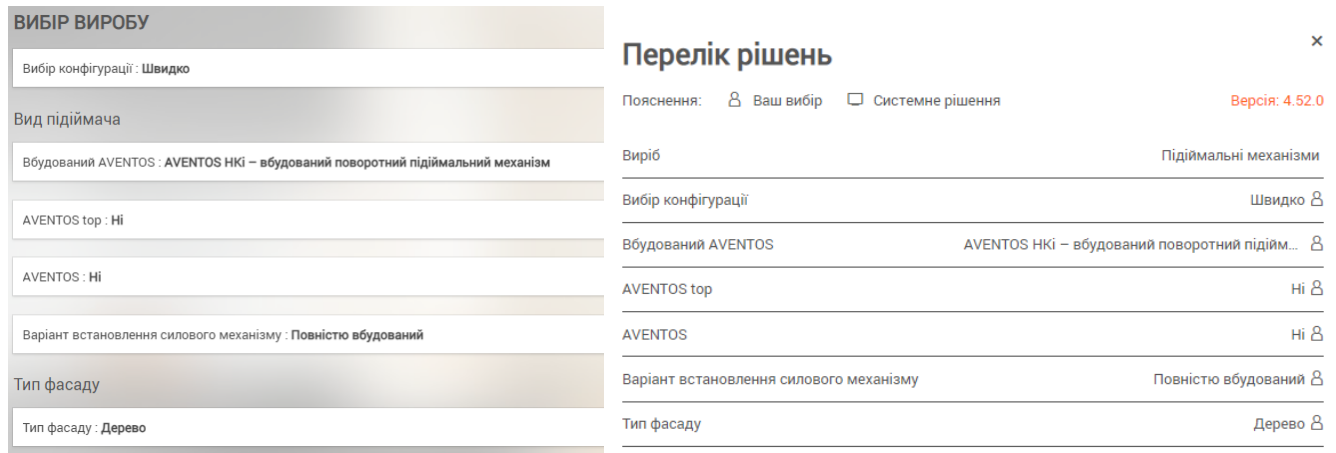 ВИБІР ВИРОБУ
Вибір конфігурації : Швидко
Вид підіймача
Вбудований AVENTOS : AVENTOS HKi – вбудований поворотний підіймальний механізм
AVENTOS top : Ні
AVENTOS : Ні
Варіант встановлення силового механізму : Повністю вбудований
Тип фасаду
Тип фасаду : Дерево
Перелік рішень
Пояснення: Ваш вибір Системне рішення Версія: 4.52.0
Виріб Підіймальні механізми
Вибір конфігурації Швидко
Вбудований AVENTOS AVENTOS HKi – вбудований поворотний підійм...
AVENTOS top Ні
AVENTOS Ні
Варіант встановлення силового механізму Повністю вбудований
Тип фасаду Дерево